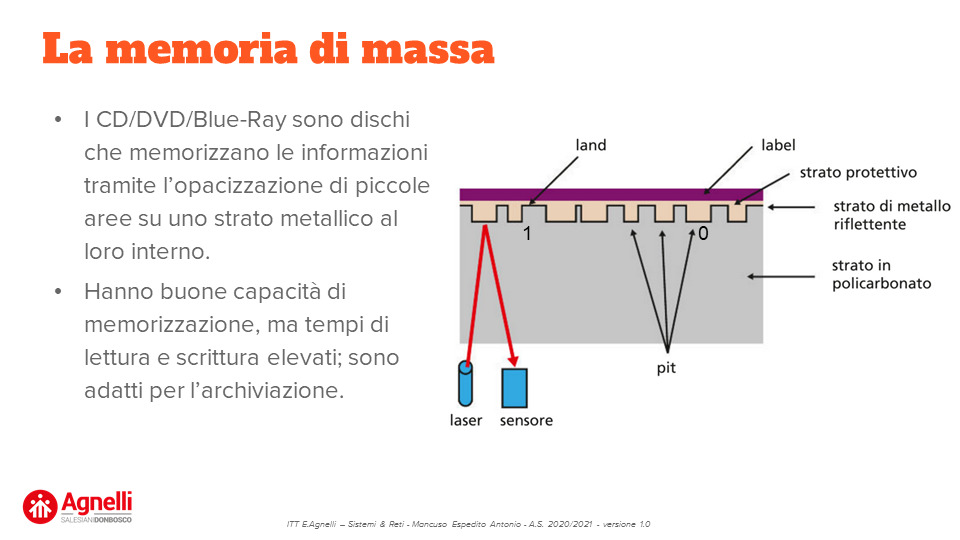 La memoria di massa
• I CD/DVD/Blue-Ray sono dischi
che memorizzano le informazioni
tramite l'opacizzazione di piccole
aree su uno strato metallico al
loro interno.
• Hanno buone capacità di
memorizzazione, ma tempi di
lettura e scrittura elevati; sono
adatti per l'archiviazione.
land
label
strato protettivo
strato di metallo
riflettente
1
0
strato in
policarbonato
pit
laser
sensore
Agnelli
SALESIANIDONBOSCO
ITT E.Agnelli – Sistemi & Reti - Mancuso Espedito Antonio - A.S. 2020/2021 - versione 1.0